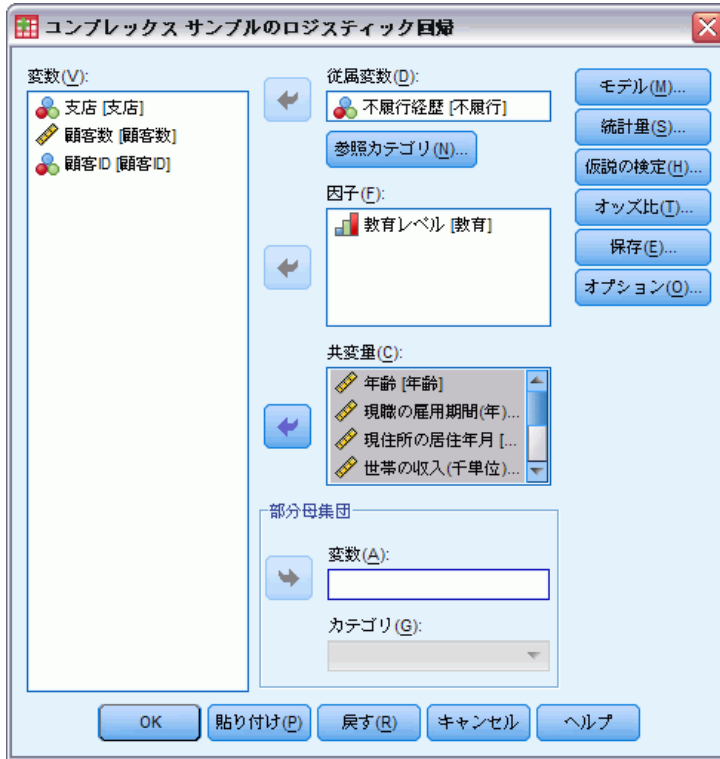 コンプレックス サンプルのロジスティック回帰
変数(V):
支店 [支店]
顧客数 [顧客数]
顧客ID [顧客ID]
従属変数(D):
不履行経歴 [不履行]
参照カテゴリ(N)...
因子(F):
教育レベル [教育]
共変量(C):
年齢 [年齢]
現職の雇用期間(年)...
現住所の居住年月 [...
世帯の収入(千単位)...
部分母集団
変数(A):
カテゴリ(G):
モデル(M)...
統計量(S)...
仮説の検定(H)...
オッズ比(T)...
保存(E)...
オプション(O)...
OK
貼り付け(P)
戻す(R)
キャンセル
ヘルプ